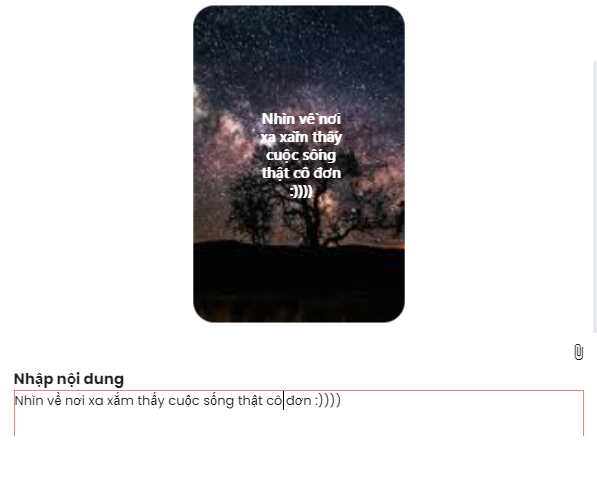 Nhìn về nơi
xa xăm thấy
cuộc sống
thật cô đơn
:))))
Nhập nội dung
Nhìn về nơi xa xắm thấy cuộc sống thật cô đơn :))))